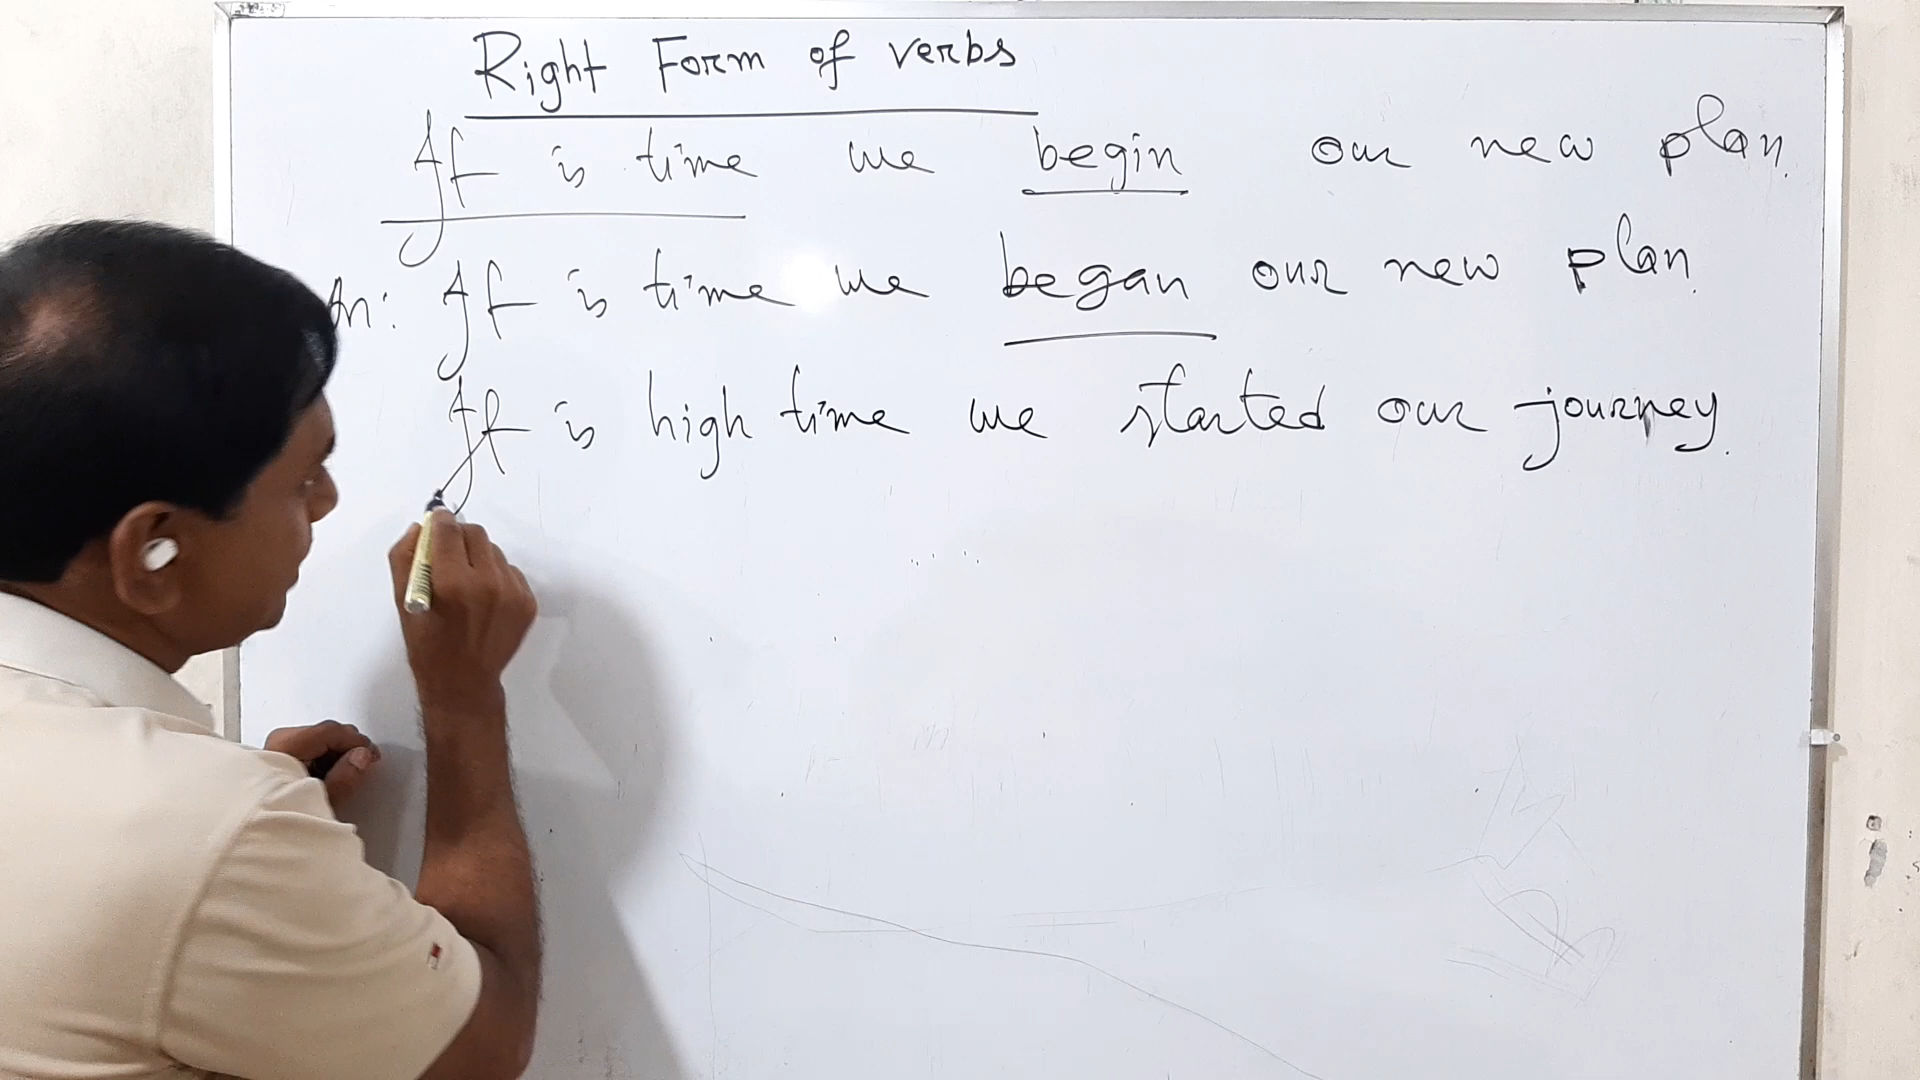 Right Form of verbs
It is time we begin our new plan.
An: It is time we began our new plan.
It is high time we started our journey.